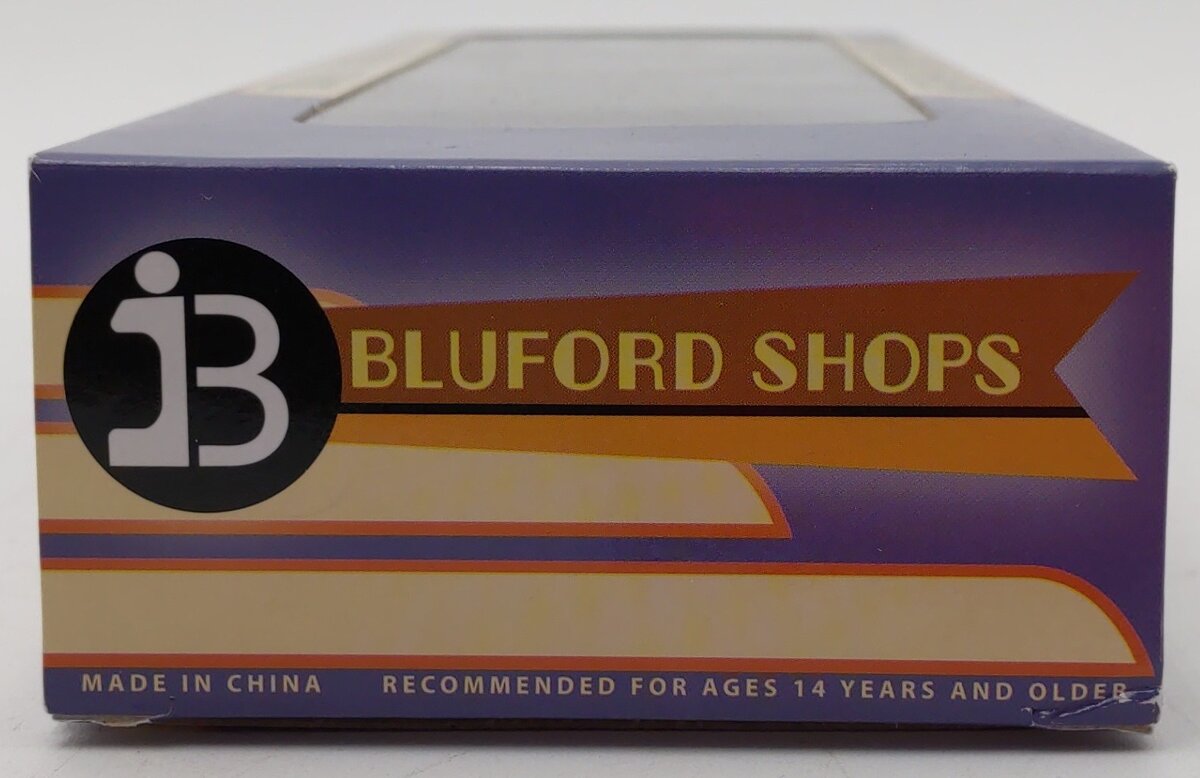 jB
BLUFORD SHOPS
MADE IN CHINA RECOMMENDED FOR AGES 14 YEARS AND OLDER